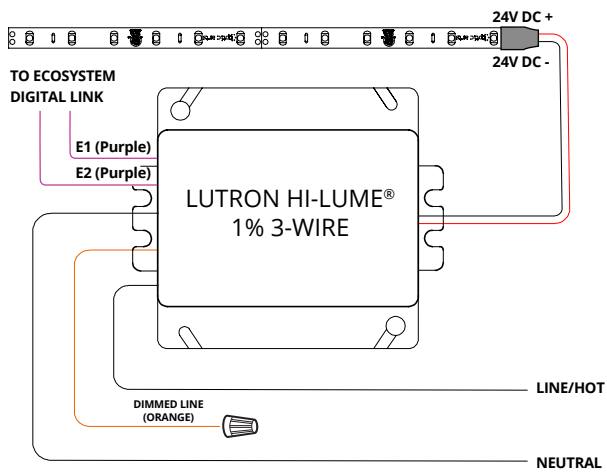 24V DC +
24V DC -
TO ECOSYSTEM
DIGITAL LINK
E1 (Purple)
E2 (Purple)
LUTRON HI-LUME®
1% 3-WIRE
LINE/HOT
DIMMED LINE
(ORANGE)
NEUTRAL